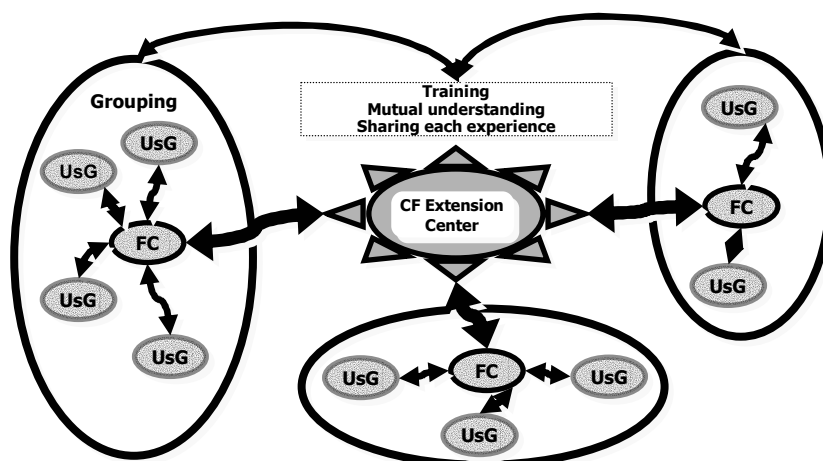 Training
Mutual understanding
Sharing each experience
Grouping
UsG
UsG
FC
UsG
UsG
CF Extension
Center
UsG
FC
UsG
UsG
FC
UsG
UsG